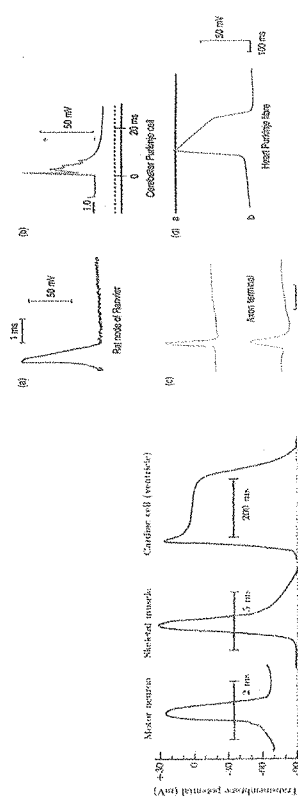 (a)
1 ms
50 mV
Rat node of Ranvier
(b)
50 mV
1.0
0
20 ms
Cerebellar Purkinje cell
(c)
Axon terminal
(d)
a
b
50 mV
100 ms
Heart Purkinje fibre
Motor neuron
Skeletal muscle
Cardiac cell (ventricle)
+30
0
-30
-60
-90
Transmembrane potential (mV)
2 ms
5 ms
200 ms